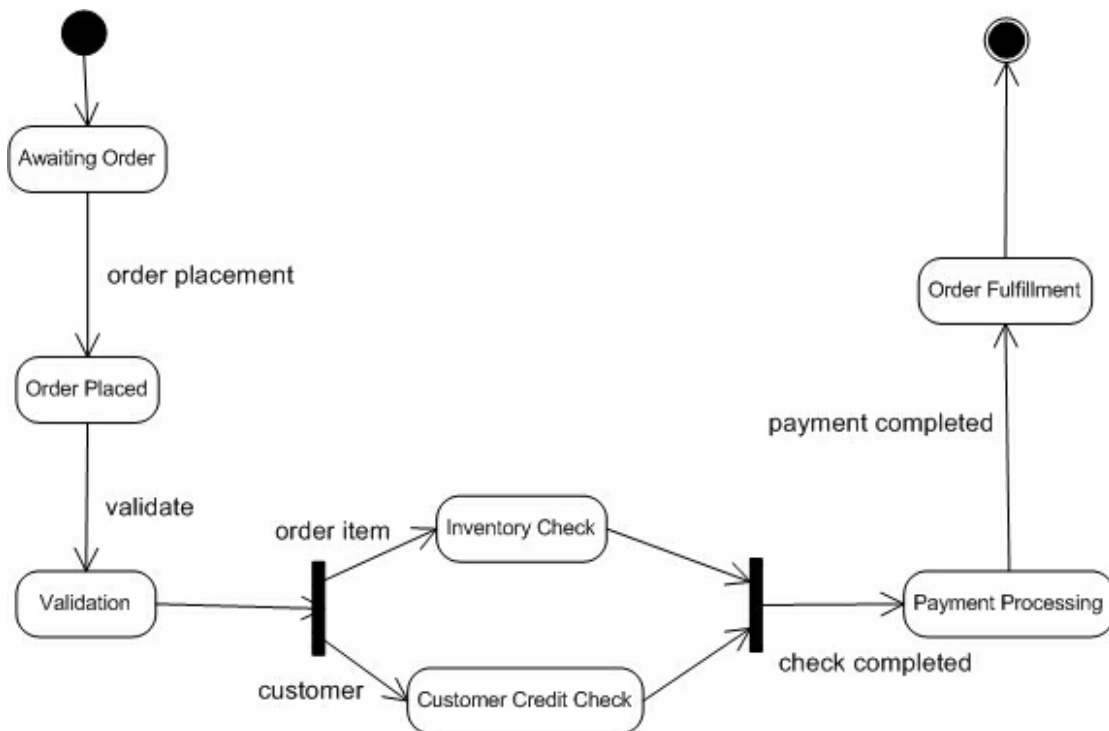 Awaiting Order
order placement
Order Placed
validate
Validation
order item
Inventory Check
customer
Customer Credit Check
check completed
Payment Processing
payment completed
Order Fulfillment